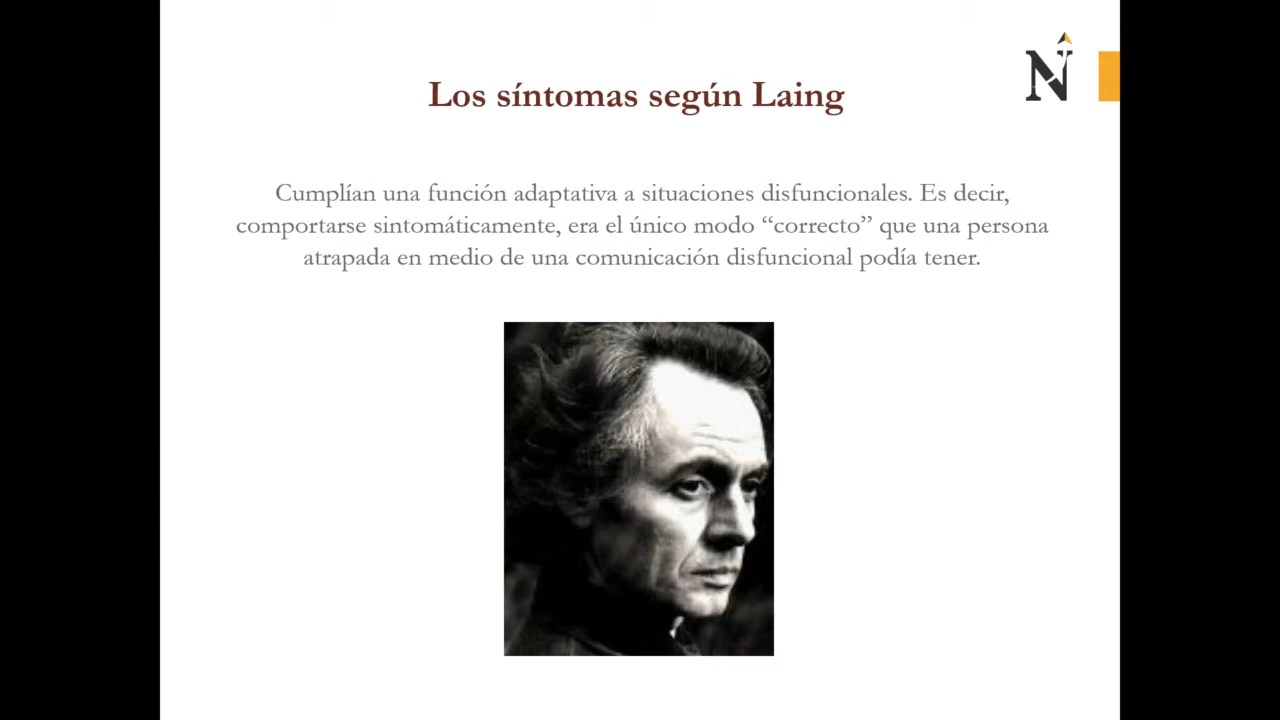 N
Los síntomas según Laing
Cumplían una función adaptativa a situaciones disfuncionales. Es decir,
comportarse sintomáticamente, era el único modo “correcto” que una persona
atrapada en medio de una comunicación disfuncional podía tener.